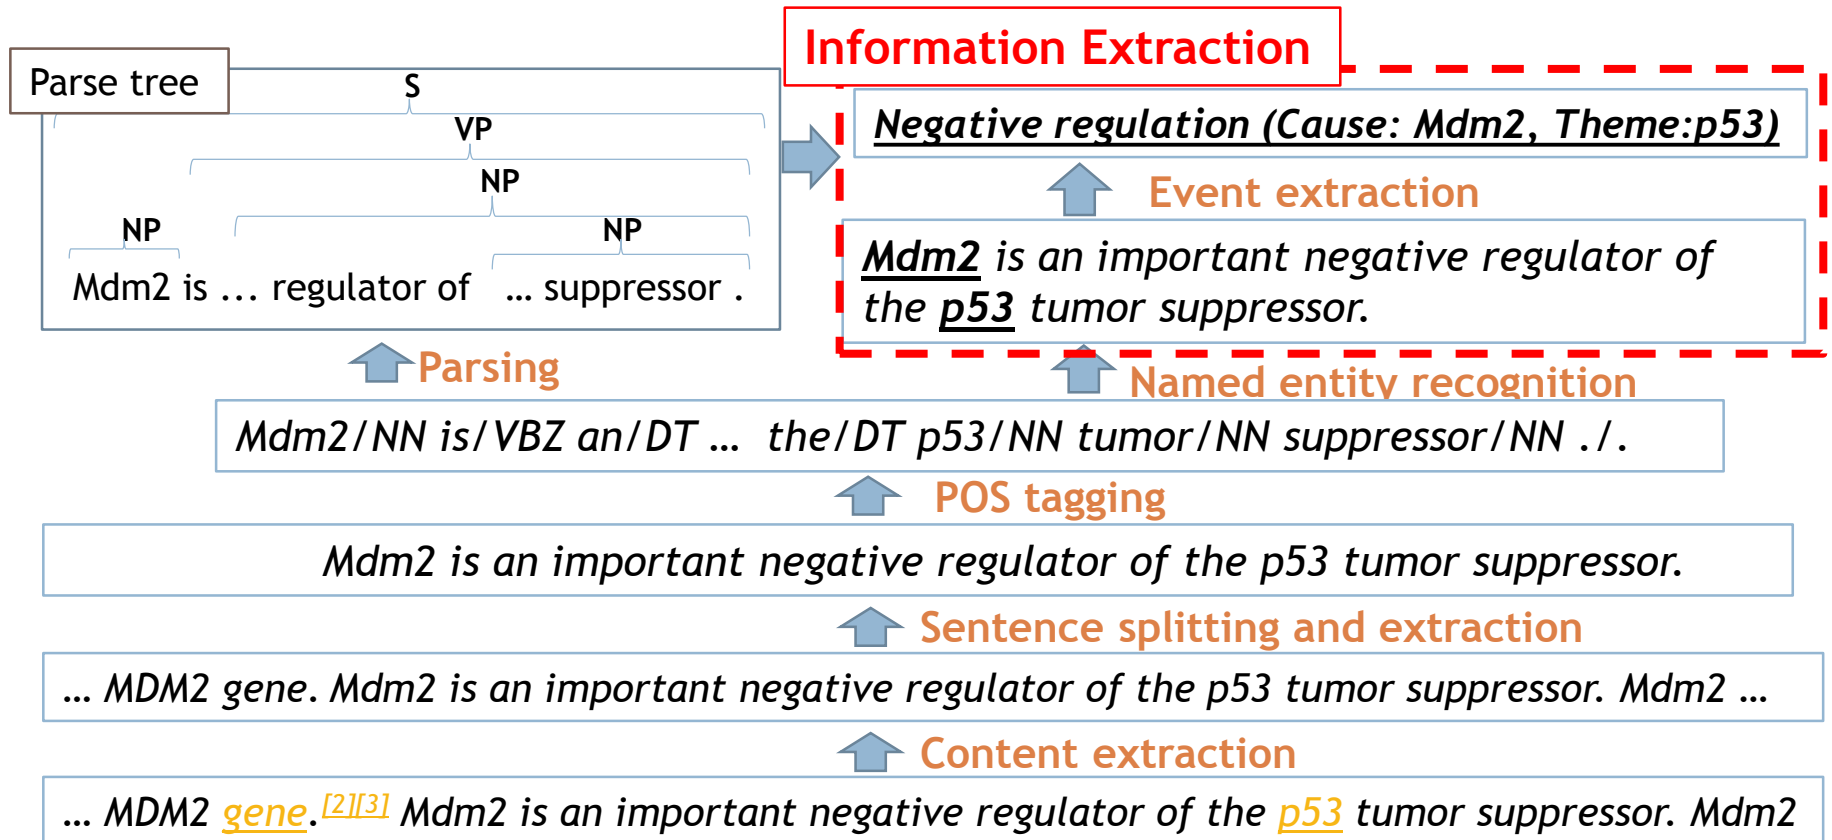 Information Extraction
Parse tree
S
VP
NP
NP
NP
Mdm2 is ... regulator of … suppressor .
Negative regulation (Cause: Mdm2, Theme:p53)
Event extraction
Mdm2 is an important negative regulator of
the p53 tumor suppressor.
Parsing
Named entity recognition
Mdm2/NN is/VBZ an/DT … the/DT p53/NN tumor/NN suppressor/NN ./.
POS tagging
Mdm2 is an important negative regulator of the p53 tumor suppressor.
Sentence splitting and extraction
… MDM2 gene. Mdm2 is an important negative regulator of the p53 tumor suppressor. Mdm2 …
Content extraction
… MDM2 gene.[2][3] Mdm2 is an important negative regulator of the p53 tumor suppressor. Mdm2